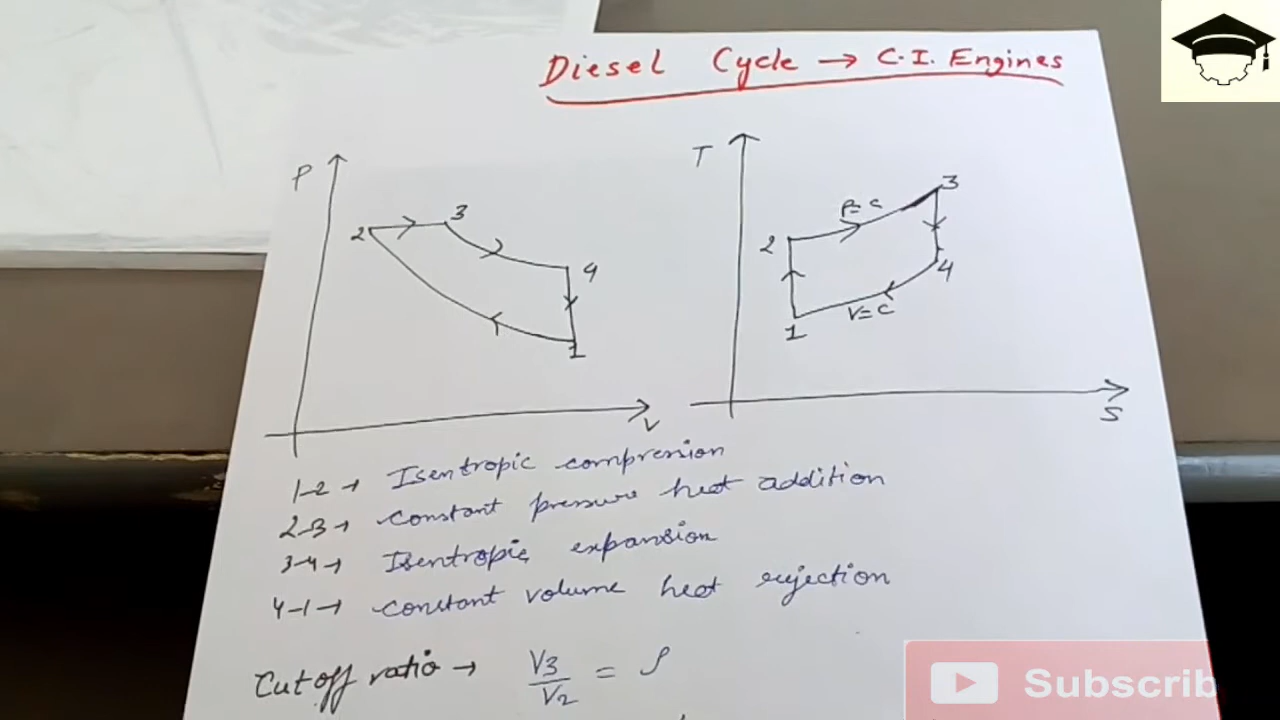 Diesel Cycle → C.I. Engines
P
2
3
4
1
V
T
P=c
3
2
4
V=c
1
S
1-2 → Isentropic compression
2-3 → constant pressure heat addition
3-4 → Isentropic expansion
4-1 → constant volume heat rejection
Cut off ratio → V3/V2 = ρ
Subscrib